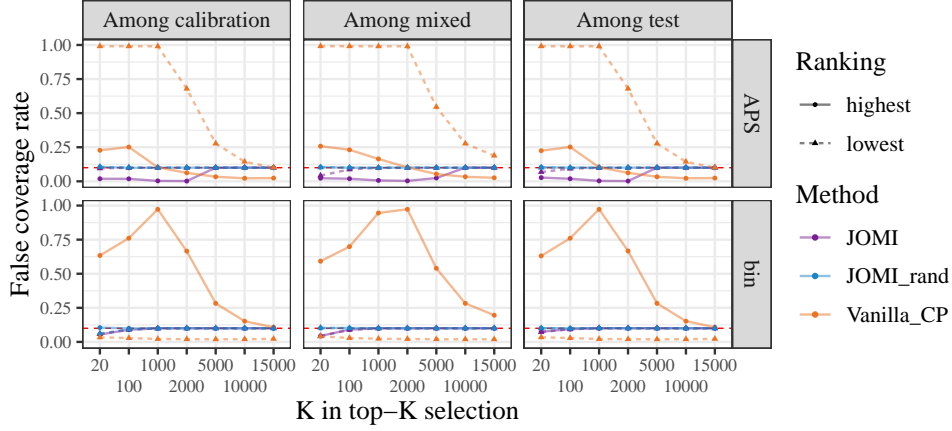 Among calibration
Among mixed
Among test
False coverage rate
1.00
0.75
0.50
0.25
0.00
APS
1.00
0.75
0.50
0.25
0.00
bin
20 100 1000 2000 5000 10000 15000
20 100 1000 2000 5000 10000 15000
20 100 1000 2000 5000 10000 15000
K in top−K selection
Ranking
highest
lowest
Method
JOMI
JOMI_rand
Vanilla_CP